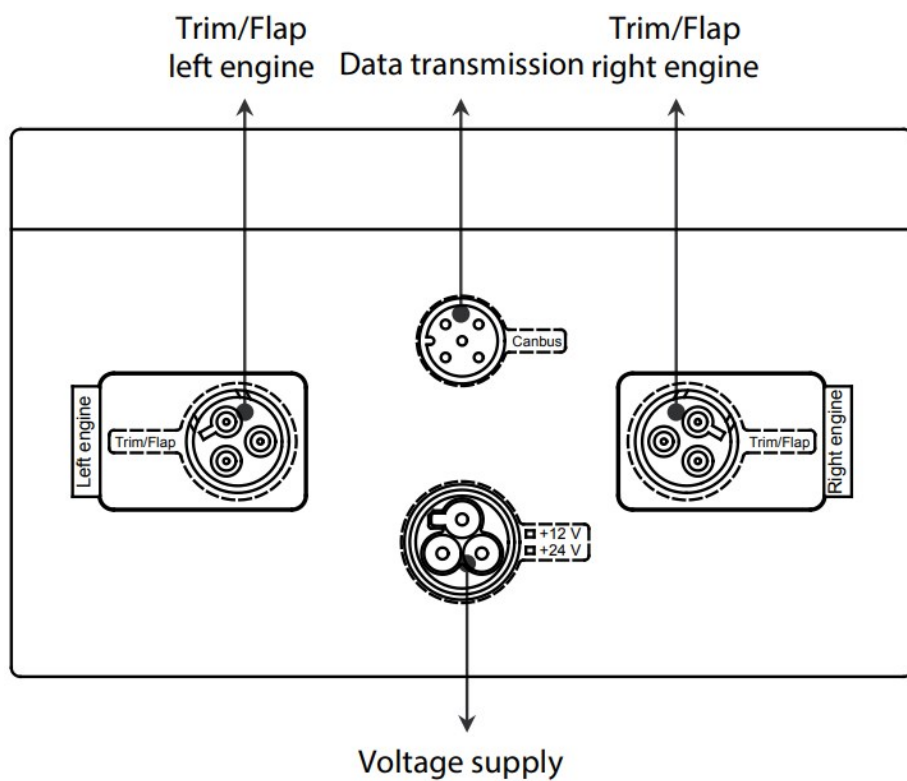 Trim/Flap
left engine
Data transmission
Trim/Flap
right engine
Canbus
Left engine
Trim/Flap
Trim/Flap
Right engine
+12 V
+24 V
Voltage supply